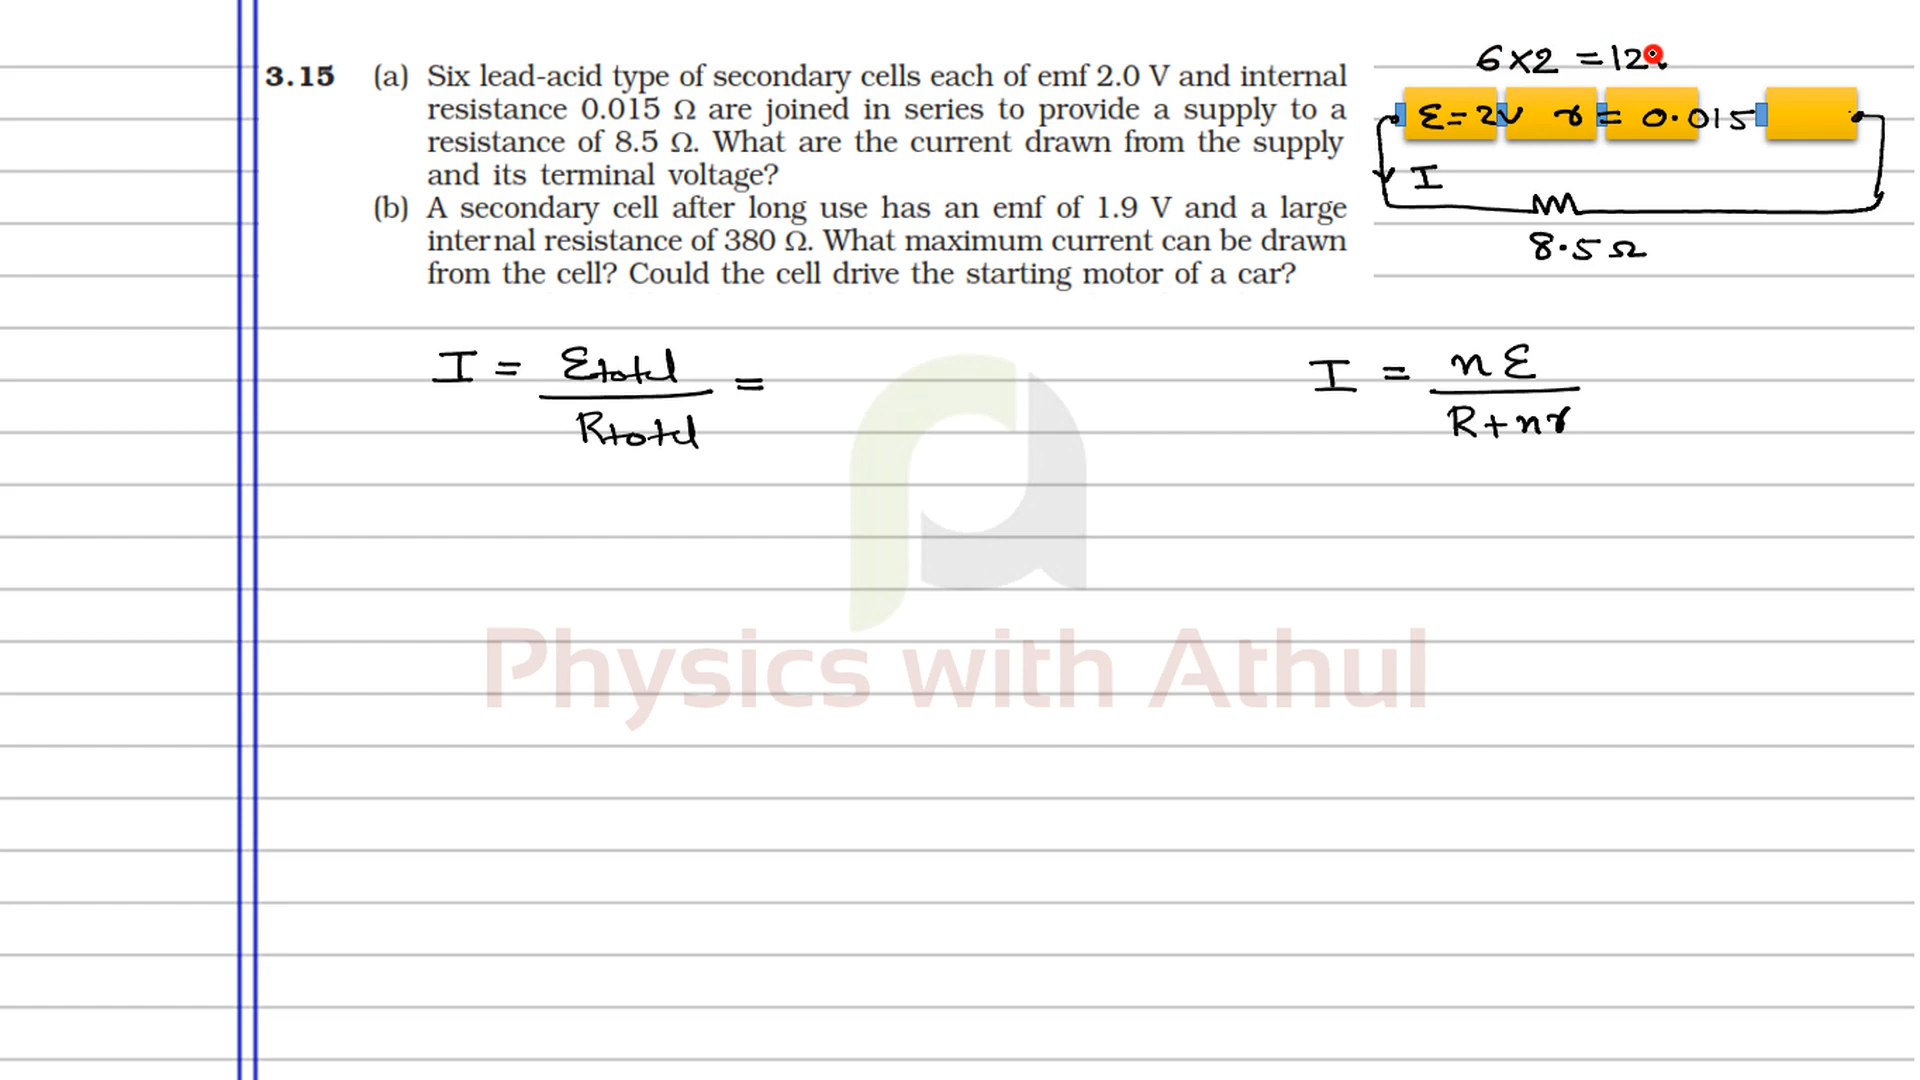 6×2 = 12
3.15 (a) Six lead-acid type of secondary cells each of emf 2.0 V and internal
resistance 0.015 Ω are joined in series to provide a supply to a
resistance of 8.5 Ω. What are the current drawn from the supply
and its terminal voltage?
(b) A secondary cell after long use has an emf of 1.9 V and a large
internal resistance of 380 Ω. What maximum current can be drawn
from the cell? Could the cell drive the starting motor of a car?
ε=2V r = 0.015
I
8.5Ω
I = εtotal / Rtotal =
I = nε / R+nr
Physics with Athul